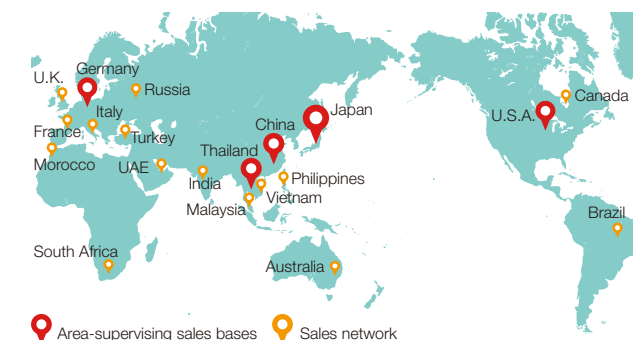 U.K.
Germany
Russia
France
Italy
Turkey
Morocco
UAE
India
Thailand
China
Japan
Philippines
Vietnam
Malaysia
South Africa
Australia
U.S.A.
Canada
Brazil
Area-supervising sales bases
Sales network